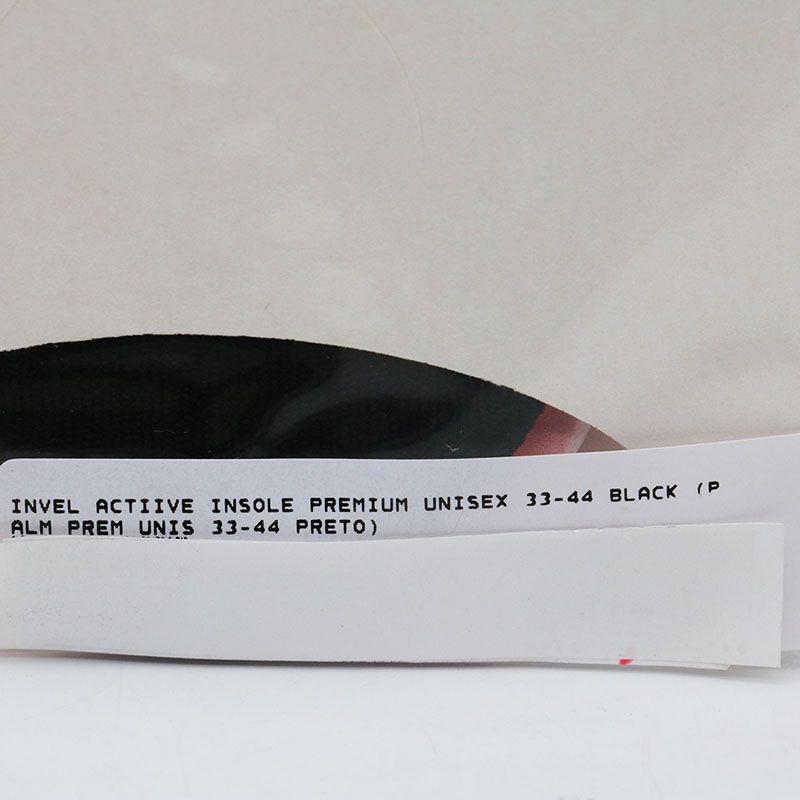 INVEL ACTIIVE INSOLE PREMIUM UNISEX 33-44 BLACK (P
ALM PREM UNIS 33-44 PRETO)